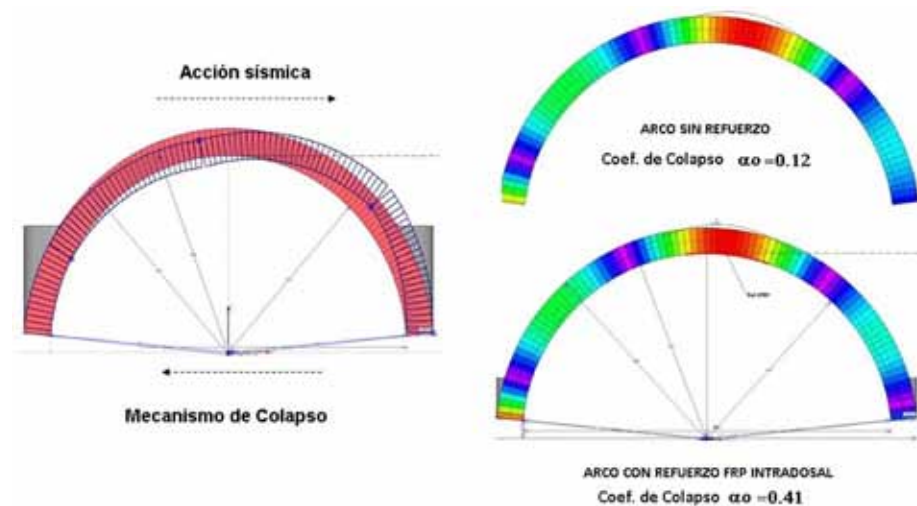 Acción sísmica
Mecanismo de Colapso
ARCO SIN REFUERZO
Coef. de Colapso αo =0.12
ARCO CON REFUERZO FRP INTRADOSAL
Coef. de Colapso αo =0.41